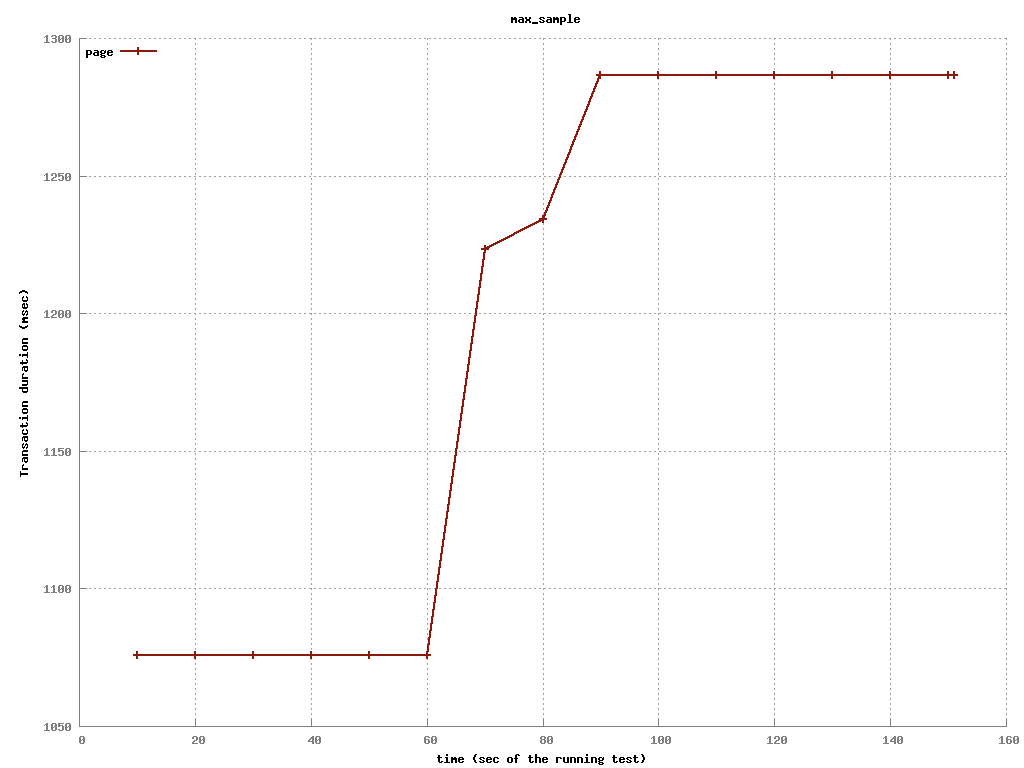 max_sample
page
1300
1250
1200
1150
1100
1050
Transaction duration (msec)
0 20 40 60 80 100 120 140 160
time (sec of the running test)